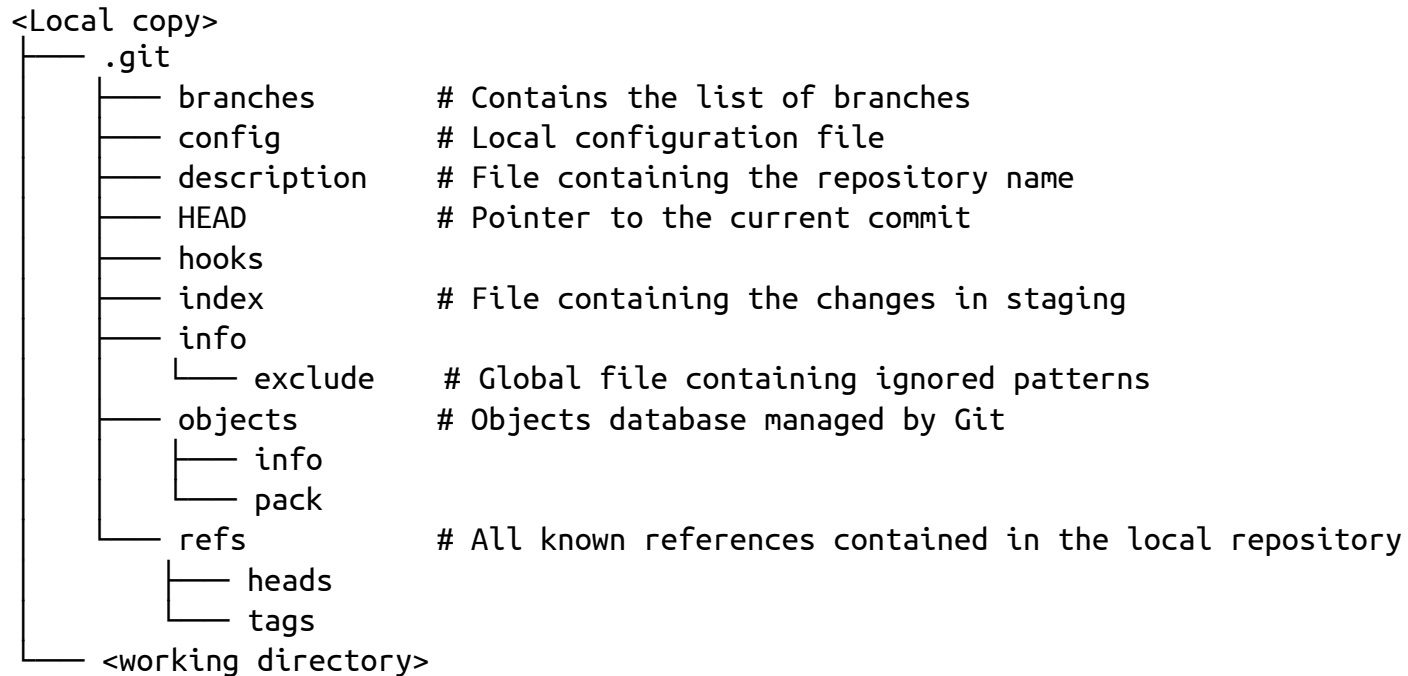 <Local copy>
├── .git
│   ├── branches # Contains the list of branches
│   ├── config # Local configuration file
│   ├── description # File containing the repository name
│   ├── HEAD # Pointer to the current commit
│   ├── hooks
│   ├── index # File containing the changes in staging
│   ├── info
│   │   └── exclude # Global file containing ignored patterns
│   ├── objects # Objects database managed by Git
│   │   ├── info
│   │   └── pack
│   └── refs # All known references contained in the local repository
│       ├── heads
│       └── tags
└── <working directory>